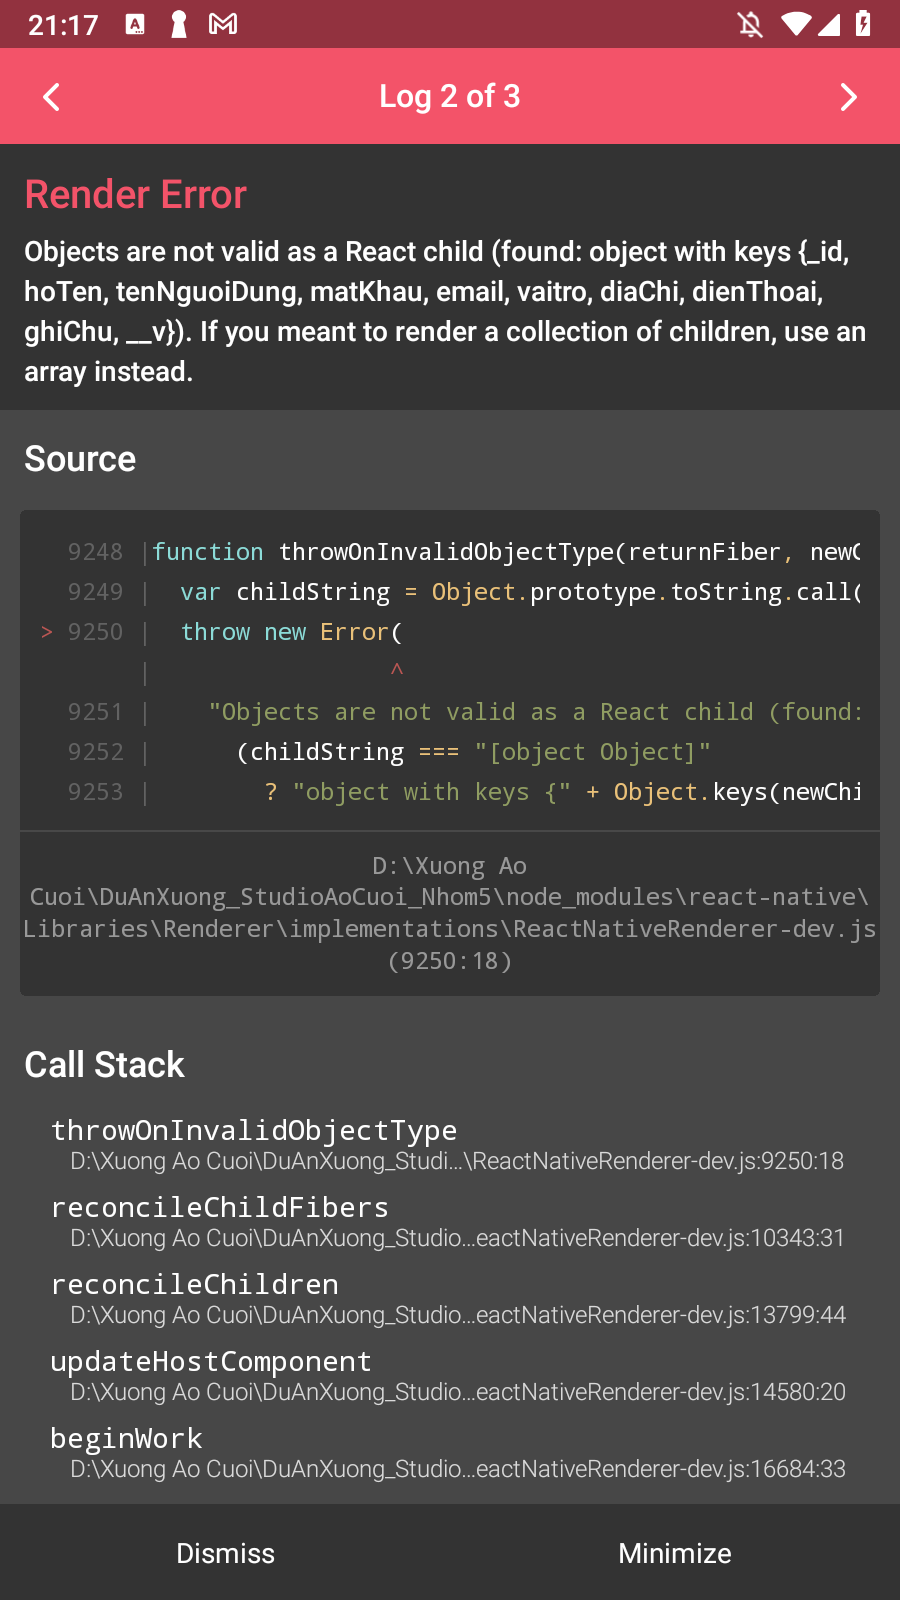 21:17
Log 2 of 3
Render Error
Objects are not valid as a React child (found: object with keys {_id,
hoTen, tenNguoiDung, matKhau, email, vaitro, diaChi, dienThoai,
ghiChu, __v}). If you meant to render a collection of children, use an
array instead.
Source
9248 |function throwOnInvalidObjectType(returnFiber, newC
9249 |  var childString = Object.prototype.toString.call(
> 9250 |  throw new Error(
|                 ^
9251 |    "Objects are not valid as a React child (found:
9252 |      (childString === "[object Object]"
9253 |        ? "object with keys {" + Object.keys(newChi
D:\Xuong Ao
Cuoi\DuAnXuong_StudioAoCuoi_Nhom5\node_modules\react-native\
Libraries\Renderer\implementations\ReactNativeRenderer-dev.js
(9250:18)
Call Stack
throwOnInvalidObjectType
D:\Xuong Ao Cuoi\DuAnXuong_Studi...\ReactNativeRenderer-dev.js:9250:18
reconcileChildFibers
D:\Xuong Ao Cuoi\DuAnXuong_Studio...eactNativeRenderer-dev.js:10343:31
reconcileChildren
D:\Xuong Ao Cuoi\DuAnXuong_Studio...eactNativeRenderer-dev.js:13799:44
updateHostComponent
D:\Xuong Ao Cuoi\DuAnXuong_Studio...eactNativeRenderer-dev.js:14580:20
beginWork
D:\Xuong Ao Cuoi\DuAnXuong_Studio...eactNativeRenderer-dev.js:16684:33
Dismiss
Minimize